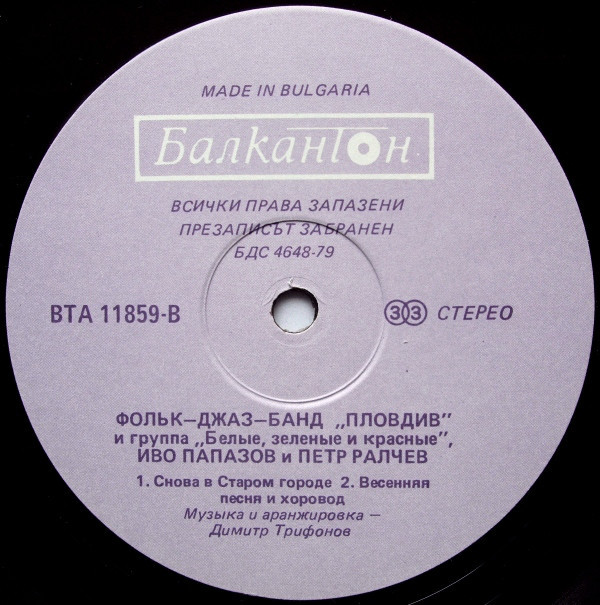 MADE IN BULGARIA
Балкантон
ВСИЧКИ ПРАВА ЗАПАЗЕНИ
ПРЕЗАПИСЪТ ЗАБРАНЕН
БДС 4648-79
ВТА 11859-В
33 СТЕРЕО
ФОЛЬК—ДЖАЗ—БАНД „ПЛОВДИВ"
и группа „Белые, зеленые и красные",
ИВО ПАПАЗОВ и ПЕТР РАЛЧЕВ
1. Снова в Старом городе 2. Весенняя
песня и хоровод
Музыка и аранжировка —
Димитр Трифонов